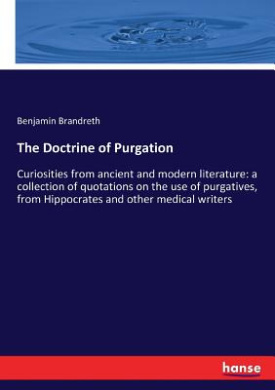 Benjamin Brandreth
The Doctrine of Purgation
Curiosities from ancient and modern literature: a
collection of quotations on the use of purgatives,
from Hippocrates and other medical writers
hanse